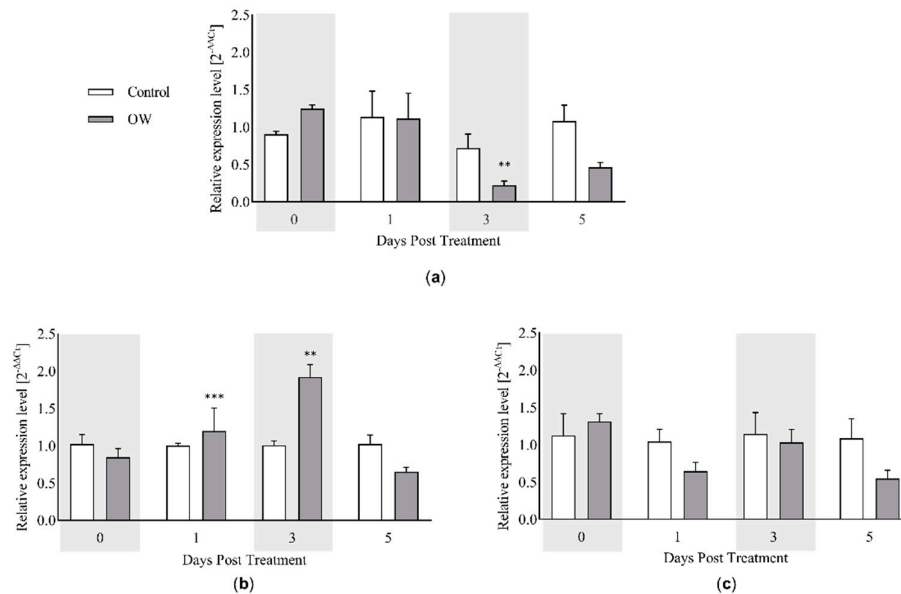 Relative expression level [2^-ΔΔCt]
2.5
2.0
1.5
1.0
0.5
0.0
Control
OW
**
0 1 3 5
Days Post Treatment
(a)
Relative expression level [2^-ΔΔCt]
2.5
2.0
1.5
1.0
0.5
0.0
***
**
0 1 3 5
Days Post Treatment
(b)
Relative expression level [2^-ΔΔCt]
2.5
2.0
1.5
1.0
0.5
0.0
0 1 3 5
Days Post Treatment
(c)